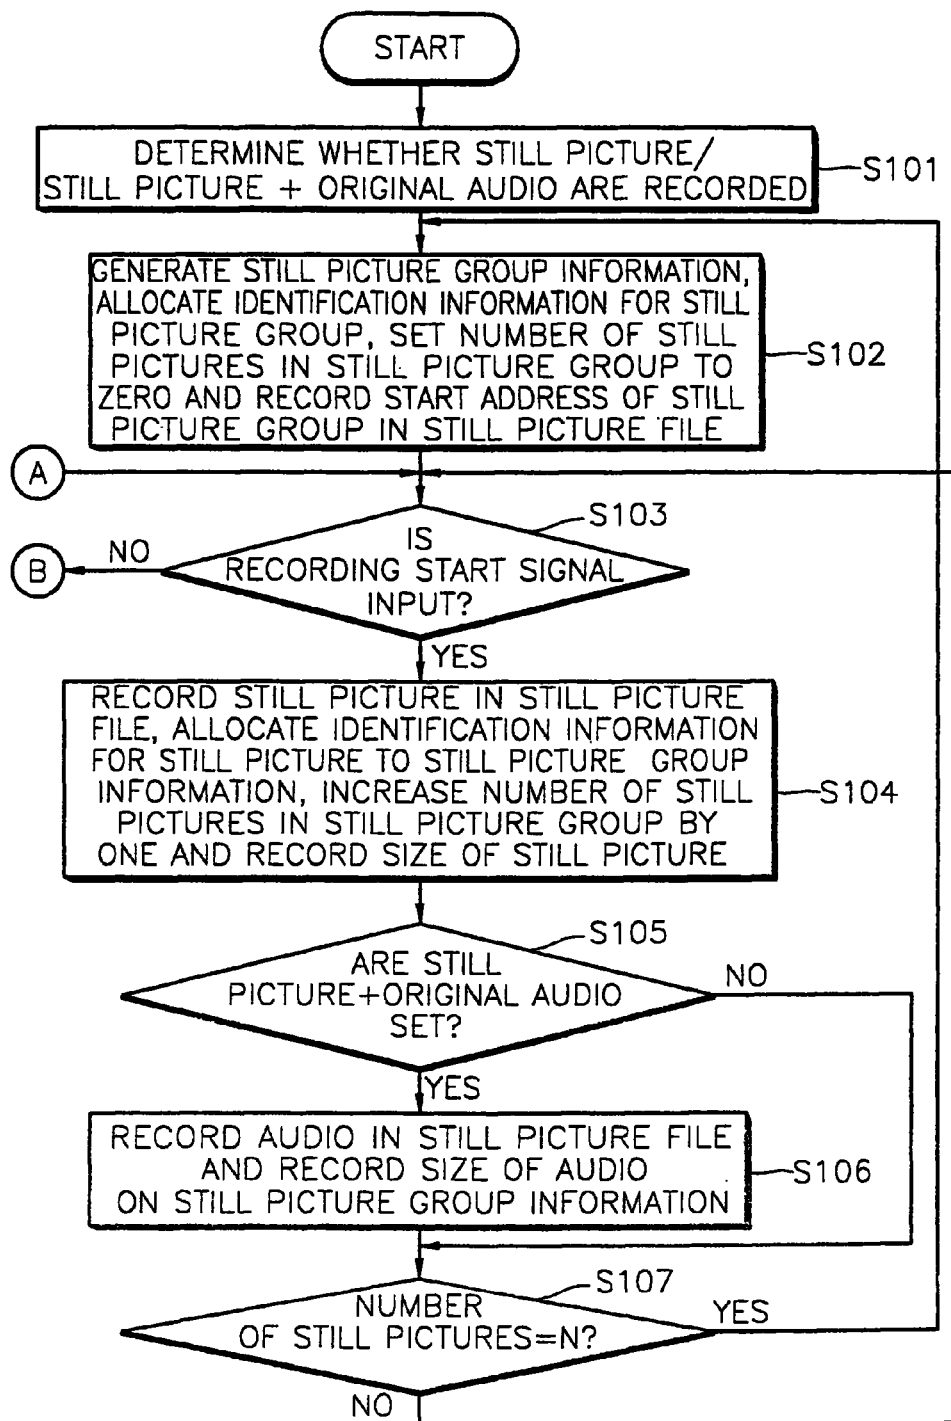 START
DETERMINE WHETHER STILL PICTURE/
STILL PICTURE + ORIGINAL AUDIO ARE RECORDED
S101
GENERATE STILL PICTURE GROUP INFORMATION,
ALLOCATE IDENTIFICATION INFORMATION FOR STILL
PICTURE GROUP, SET NUMBER OF STILL
PICTURES IN STILL PICTURE GROUP TO
ZERO AND RECORD START ADDRESS OF STILL
PICTURE GROUP IN STILL PICTURE FILE
S102
A
S103
IS
RECORDING START SIGNAL
INPUT?
NO
B
YES
RECORD STILL PICTURE IN STILL PICTURE
FILE, ALLOCATE IDENTIFICATION INFORMATION
FOR STILL PICTURE TO STILL PICTURE GROUP
INFORMATION, INCREASE NUMBER OF STILL
PICTURES IN STILL PICTURE GROUP BY
ONE AND RECORD SIZE OF STILL PICTURE
S104
S105
ARE STILL
PICTURE+ORIGINAL AUDIO
SET?
NO
YES
RECORD AUDIO IN STILL PICTURE FILE
AND RECORD SIZE OF AUDIO
ON STILL PICTURE GROUP INFORMATION
S106
S107
NUMBER
OF STILL PICTURES=N?
YES
NO